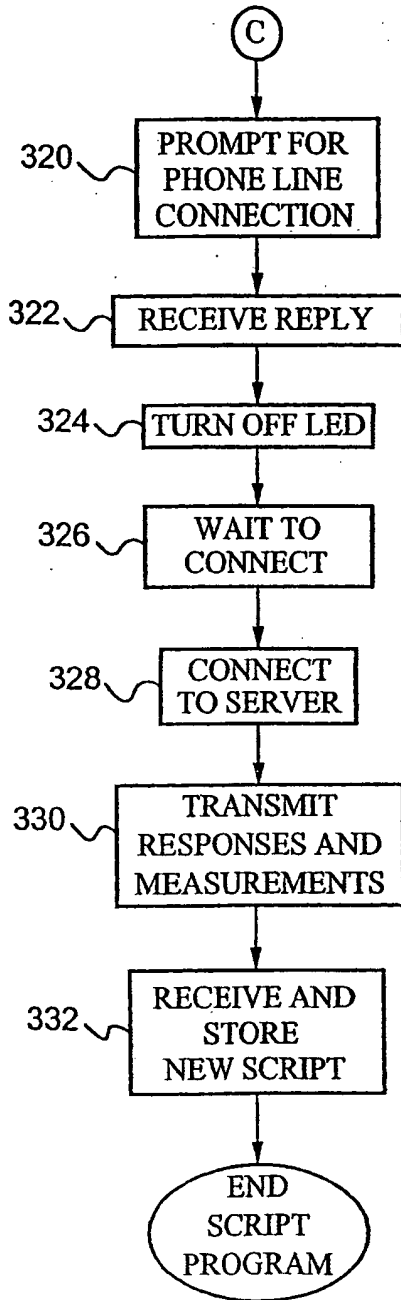 C
320
PROMPT FOR
PHONE LINE
CONNECTION
322
RECEIVE REPLY
324
TURN OFF LED
326
WAIT TO
CONNECT
328
CONNECT
TO SERVER
330
TRANSMIT
RESPONSES AND
MEASUREMENTS
332
RECEIVE AND
STORE
NEW SCRIPT
END
SCRIPT
PROGRAM